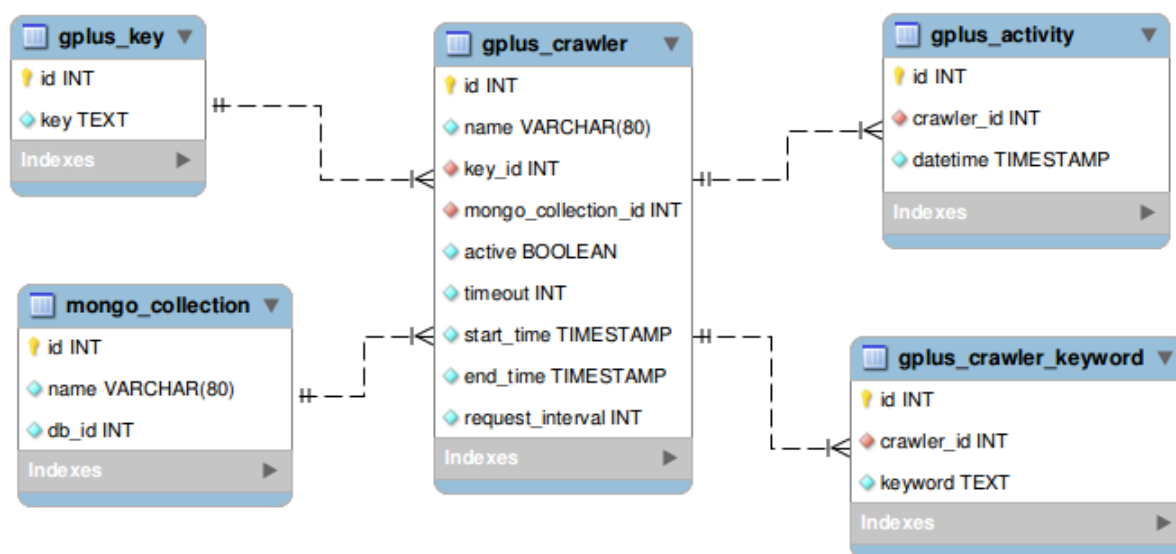 gplus_key
id INT
key TEXT
Indexes
mongo_collection
id INT
name VARCHAR(80)
db_id INT
Indexes
gplus_crawler
id INT
name VARCHAR(80)
key_id INT
mongo_collection_id INT
active BOOLEAN
timeout INT
start_time TIMESTAMP
end_time TIMESTAMP
request_interval INT
Indexes
gplus_activity
id INT
crawler_id INT
datetime TIMESTAMP
Indexes
gplus_crawler_keyword
id INT
crawler_id INT
keyword TEXT
Indexes